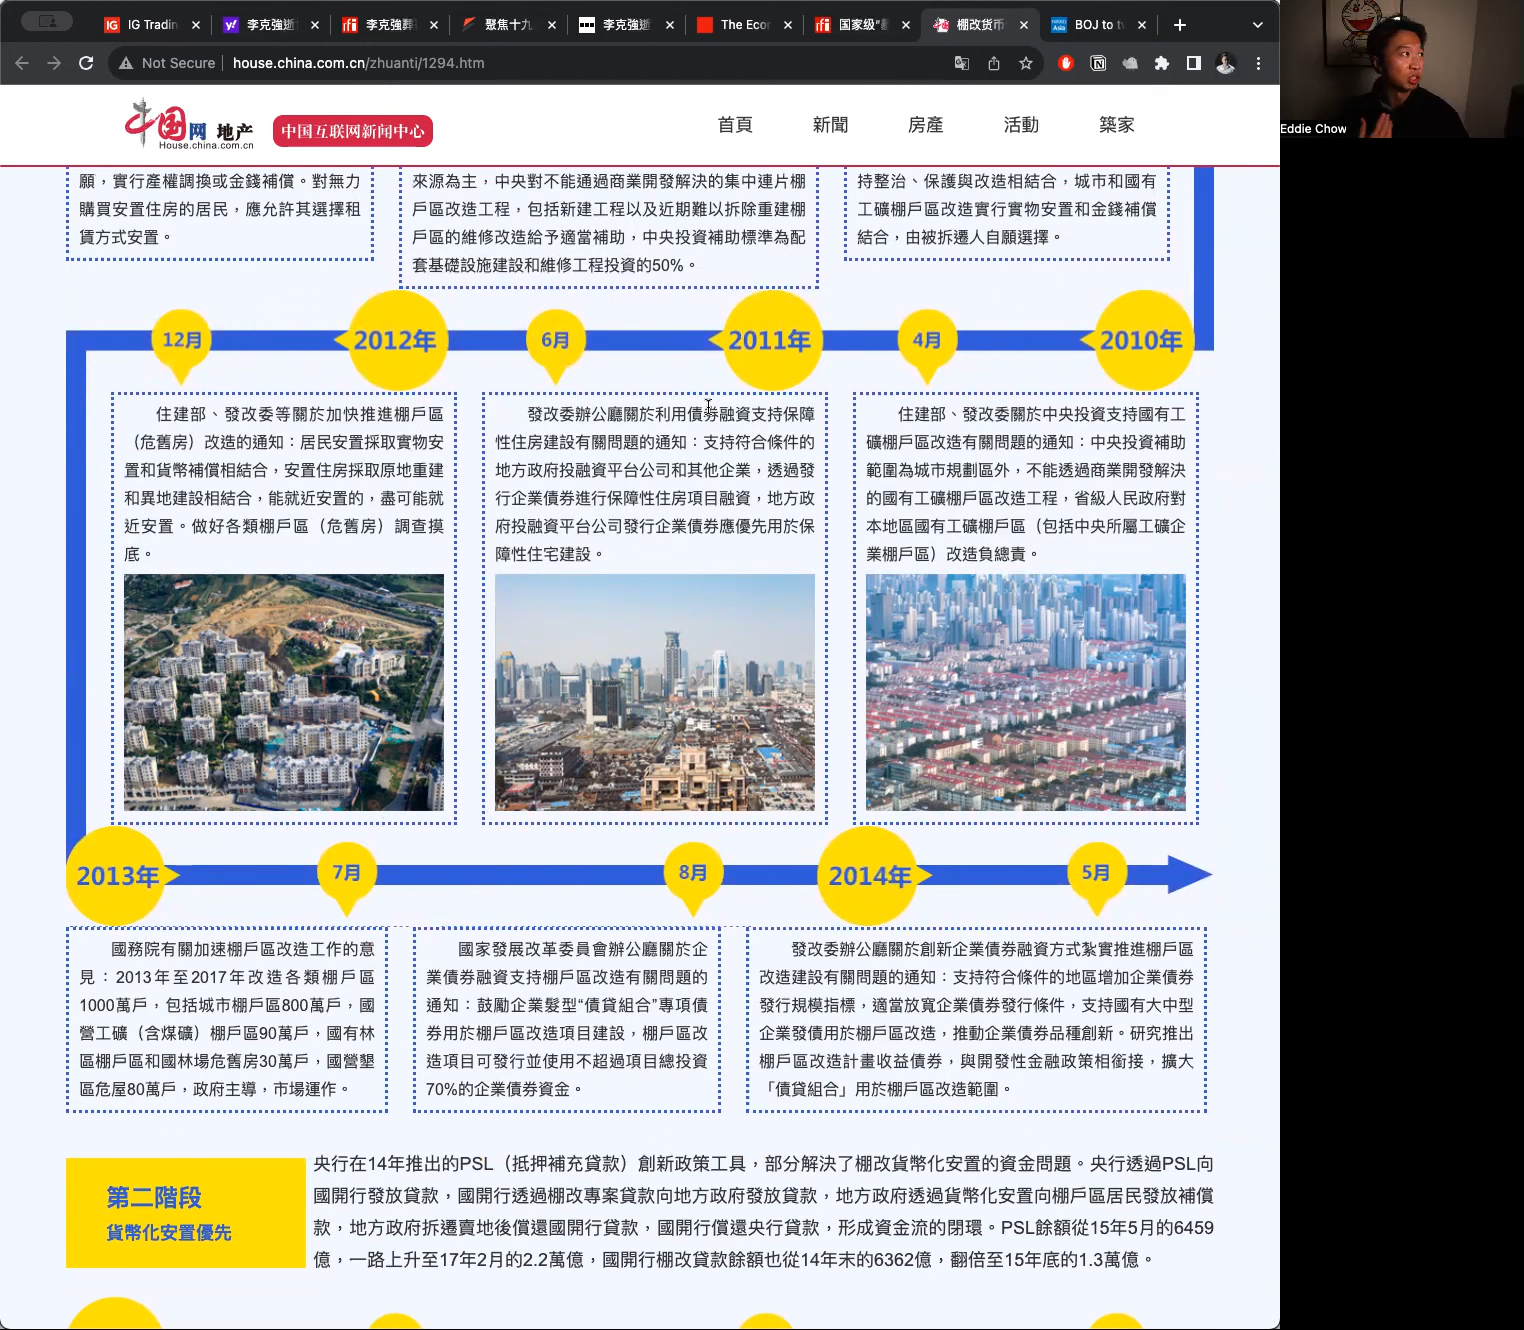 IG Tradin
李克強逝
李克強葬
聚焦十九
李克強逝
The Ecor
国家级“
棚改货币
BOJ to tv
Not Secure
house.china.com.cn/zhuanti/1294.htm
Eddie Chow
中国网 地产
House.china.com.cn
中国互联网新闻中心
首頁
新聞
房產
活動
築家
願，實行產權調換或金錢補償。對無力
購買安置住房的居民，應允許其選擇租
賃方式安置。
來源為主，中央對不能通過商業開發解決的集中連片棚
戶區改造工程，包括新建工程以及近期難以拆除重建棚
戶區的維修改造給予適當補助，中央投資補助標準為配
套基礎設施建設和維修工程投資的50%。
持整治、保護與改造相結合，城市和國有
工礦棚戶區改造實行實物安置和金錢補償
結合，由被拆遷人自願選擇。
12月
2012年
6月
2011年
4月
2010年
住建部、發改委等關於加快推進棚戶區
（危舊房）改造的通知：居民安置採取實物安
置和貨幣補償相結合，安置住房採取原地重建
和異地建設相結合，能就近安置的，盡可能就
近安置。做好各類棚戶區（危舊房）調查摸
底。
發改委辦公廳關於利用債券融資支持保障
性住房建設有關問題的通知：支持符合條件的
地方政府投融資平台公司和其他企業，透過發
行企業債券進行保障性住房項目融資，地方政
府投融資平台公司發行企業債券應優先用於保
障性住宅建設。
住建部、發改委關於中央投資支持國有工
礦棚戶區改造有關問題的通知：中央投資補助
範圍為城市規劃區外，不能透過商業開發解決
的國有工礦棚戶區改造工程，省級人民政府對
本地區國有工礦棚戶區（包括中央所屬工礦企
業棚戶區）改造負總責。
2013年
7月
8月
2014年
5月
國務院有關加速棚戶區改造工作的意
見：2013年至2017年改造各類棚戶區
1000萬戶，包括城市棚戶區800萬戶，國
營工礦（含煤礦）棚戶區90萬戶，國有林
區棚戶區和國林場危舊房30萬戶，國營墾
區危屋80萬戶，政府主導，市場運作。
國家發展改革委員會辦公廳關於企
業債券融資支持棚戶區改造有關問題的
通知：鼓勵企業髮型“債貸組合”專項債
券用於棚戶區改造項目建設，棚戶區改
造項目可發行並使用不超過項目總投資
70%的企業債券資金。
發改委辦公廳關於創新企業債券融資方式紮實推進棚戶區
改造建設有關問題的通知：支持符合條件的地區增加企業債券
發行規模指標，適當放寬企業債券發行條件，支持國有大中型
企業發債用於棚戶區改造，推動企業債券品種創新。研究推出
棚戶區改造計畫收益債券，與開發性金融政策相銜接，擴大
「債貸組合」用於棚戶區改造範圍。
第二階段
貨幣化安置優先
央行在14年推出的PSL（抵押補充貸款）創新政策工具，部分解決了棚改貨幣化安置的資金問題。央行透過PSL向
國開行發放貸款，國開行透過棚改專案貸款向地方政府發放貸款，地方政府透過貨幣化安置向棚戶區居民發放補償
款，地方政府拆遷賣地後償還國開行貸款，國開行償還央行貸款，形成資金流的閉環。PSL餘額從15年5月的6459
億，一路上升至17年2月的2.2萬億，國開行棚改貸款餘額也從14年末的6362億，翻倍至15年底的1.3萬億。